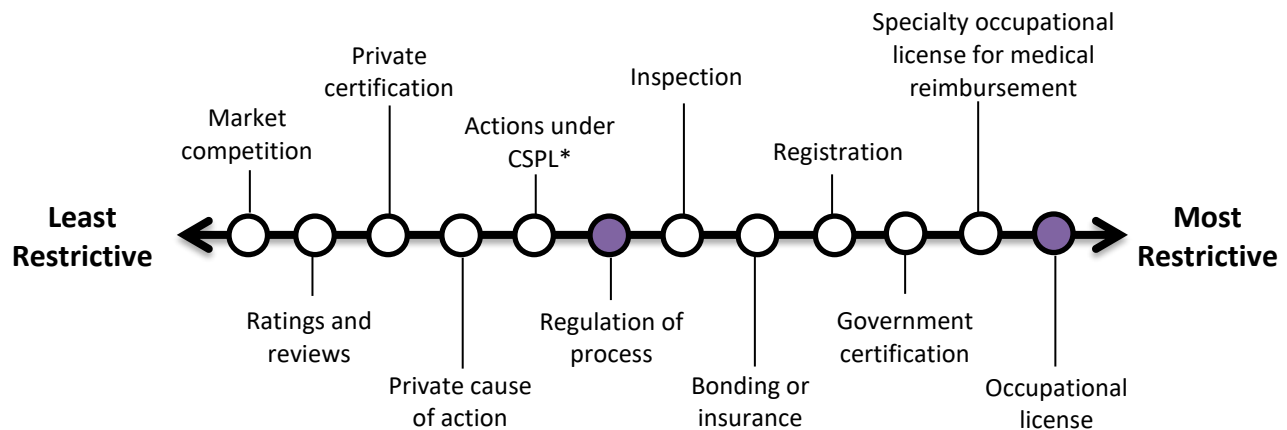 Least
Restrictive
Market
competition
Ratings and
reviews
Private
certification
Private cause
of action
Actions under
CSPL*
Regulation of
process
Inspection
Bonding or
insurance
Registration
Government
certification
Specialty occupational
license for medical
reimbursement
Occupational
license
Most
Restrictive